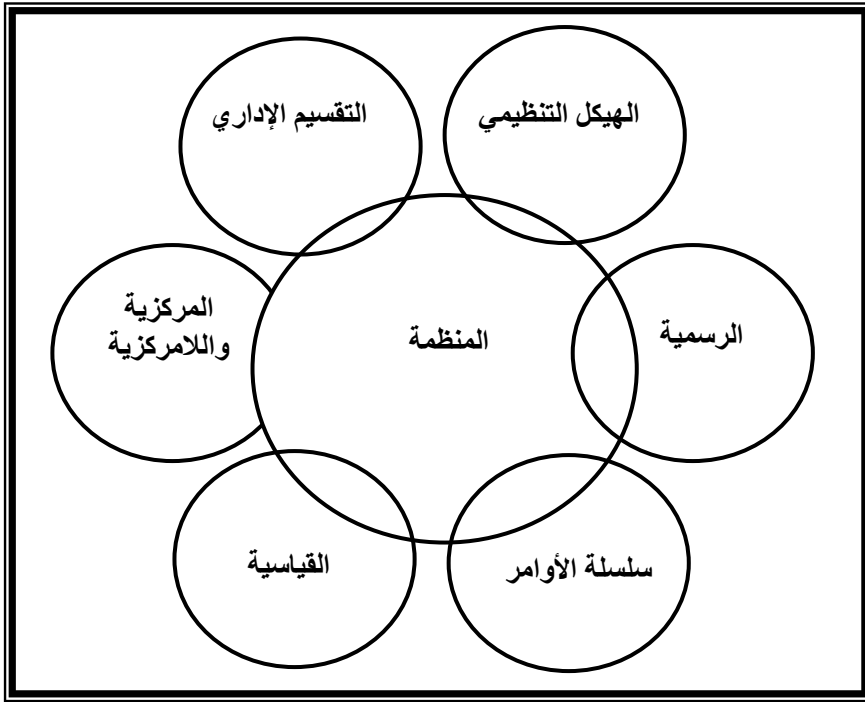 الهيكل التنظيمي
التقسيم الإداري
المركزية
واللامركزية
المنظمة
الرسمية
القياسية
سلسلة الأوامر